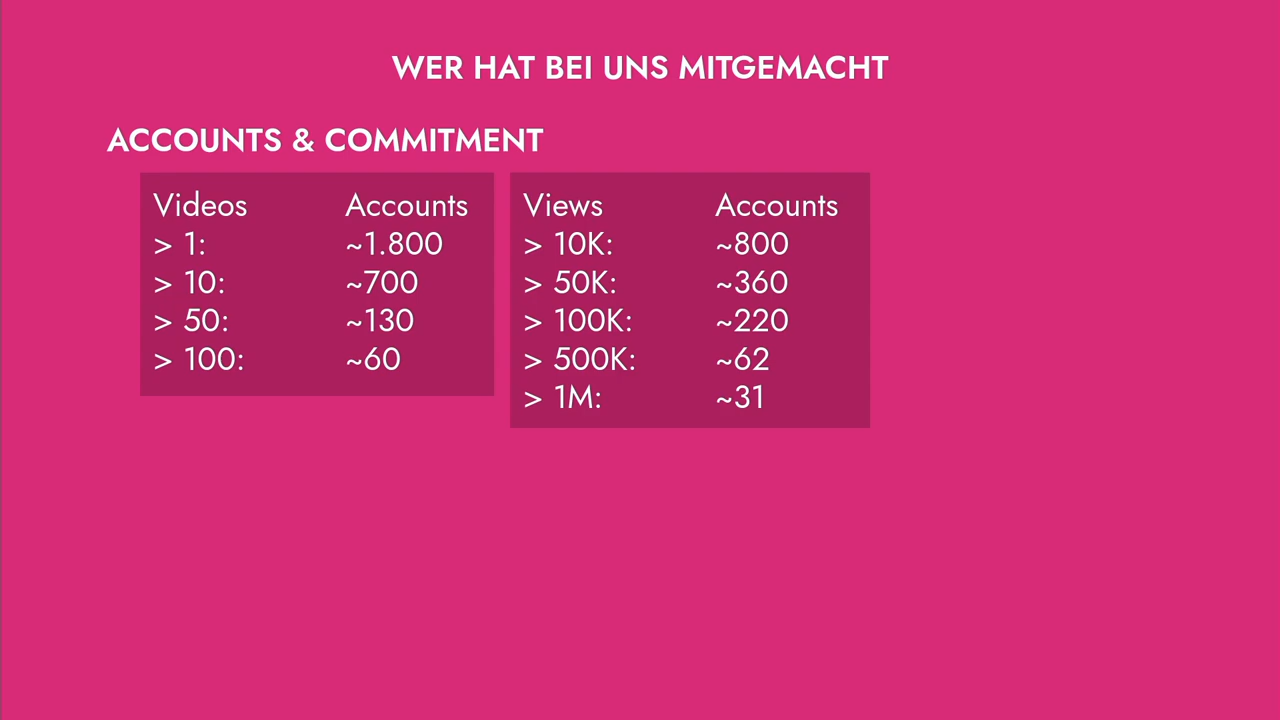 WER HAT BEI UNS MITGEMACHT
ACCOUNTS & COMMITMENT
Videos Accounts
> 1: ~1.800
> 10: ~700
> 50: ~130
> 100: ~60
Views Accounts
> 10K: ~800
> 50K: ~360
> 100K: ~220
> 500K: ~62
> 1M: ~31